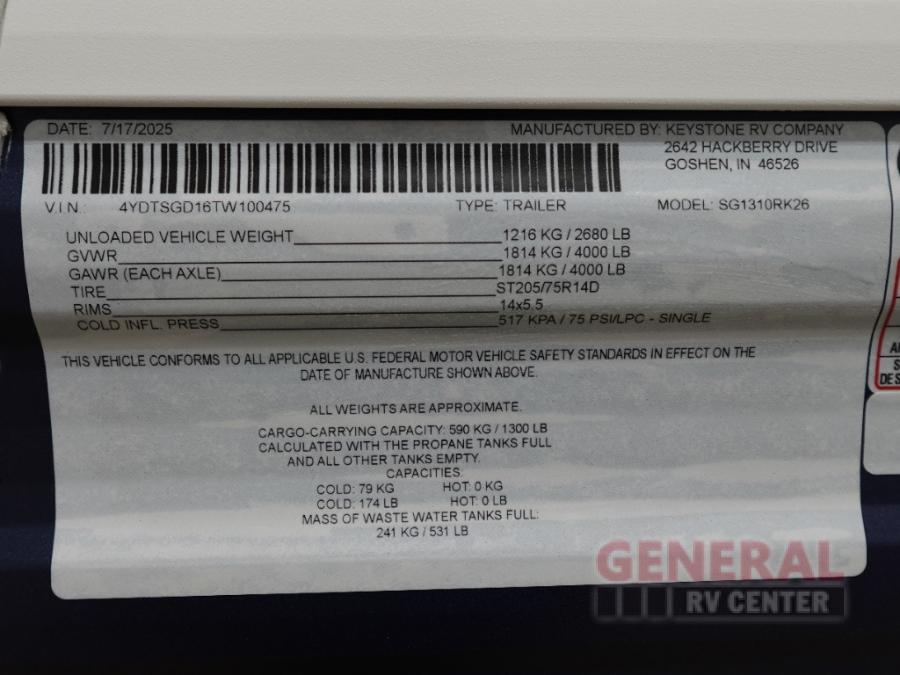 DATE: 7/17/2025
MANUFACTURED BY: KEYSTONE RV COMPANY
2642 HACKBERRY DRIVE
GOSHEN, IN 46526
V.I.N.: 4YDTSGD16TW100475 TYPE: TRAILER MODEL: SG1310RK26
UNLOADED VEHICLE WEIGHT 1216 KG / 2680 LB
GVWR 1814 KG / 4000 LB
GAWR (EACH AXLE) 1814 KG / 4000 LB
TIRE ST205/75R14D
RIMS 14x5.5
COLD INFL. PRESS 517 KPA / 75 PSI/LPC - SINGLE
THIS VEHICLE CONFORMS TO ALL APPLICABLE U.S. FEDERAL MOTOR VEHICLE SAFETY STANDARDS IN EFFECT ON THE
DATE OF MANUFACTURE SHOWN ABOVE.
ALL WEIGHTS ARE APPROXIMATE.
CARGO-CARRYING CAPACITY: 590 KG / 1300 LB
CALCULATED WITH THE PROPANE TANKS FULL
AND ALL OTHER TANKS EMPTY.
CAPACITIES:
COLD: 79 KG HOT: 0 KG
COLD: 174 LB HOT: 0 LB
MASS OF WASTE WATER TANKS FULL:
241 KG / 531 LB
GENERAL
RV CENTER